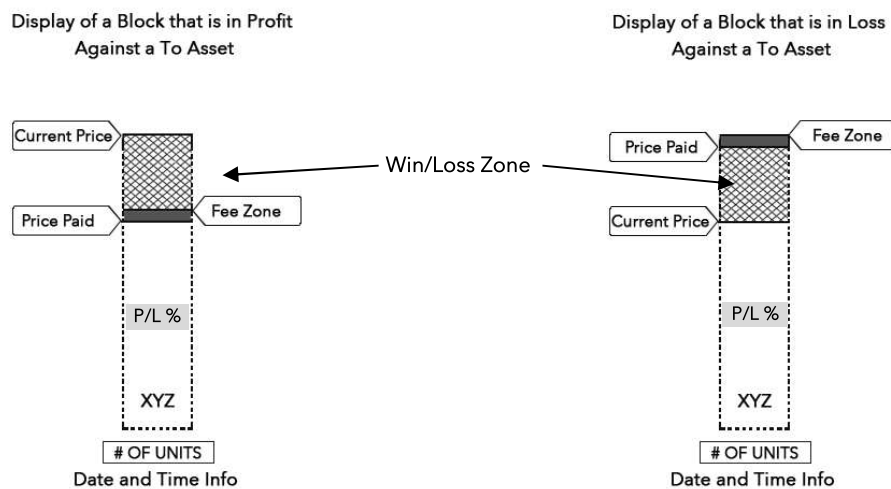 Display of a Block that is in Profit
Against a To Asset
Current Price
Price Paid
Fee Zone
P/L %
XYZ
# OF UNITS
Date and Time Info
Win/Loss Zone
Display of a Block that is in Loss
Against a To Asset
Fee Zone
Price Paid
Current Price
P/L %
XYZ
# OF UNITS
Date and Time Info